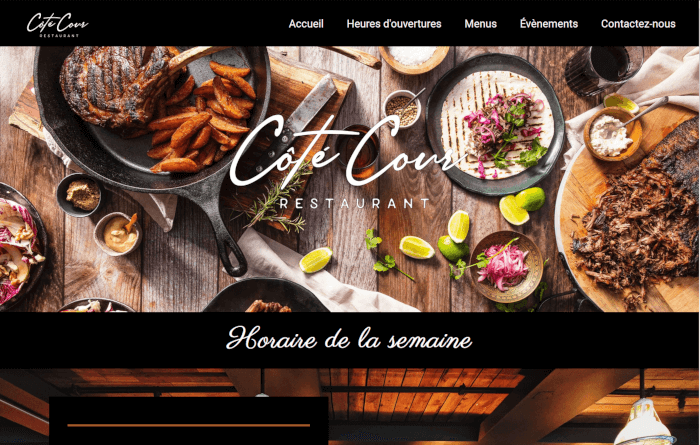 Côté Cour
RESTAURANT
Accueil Heures d'ouvertures Menus Évènements Contactez-nous
Côté Cour
RESTAURANT
Horaire de la semaine